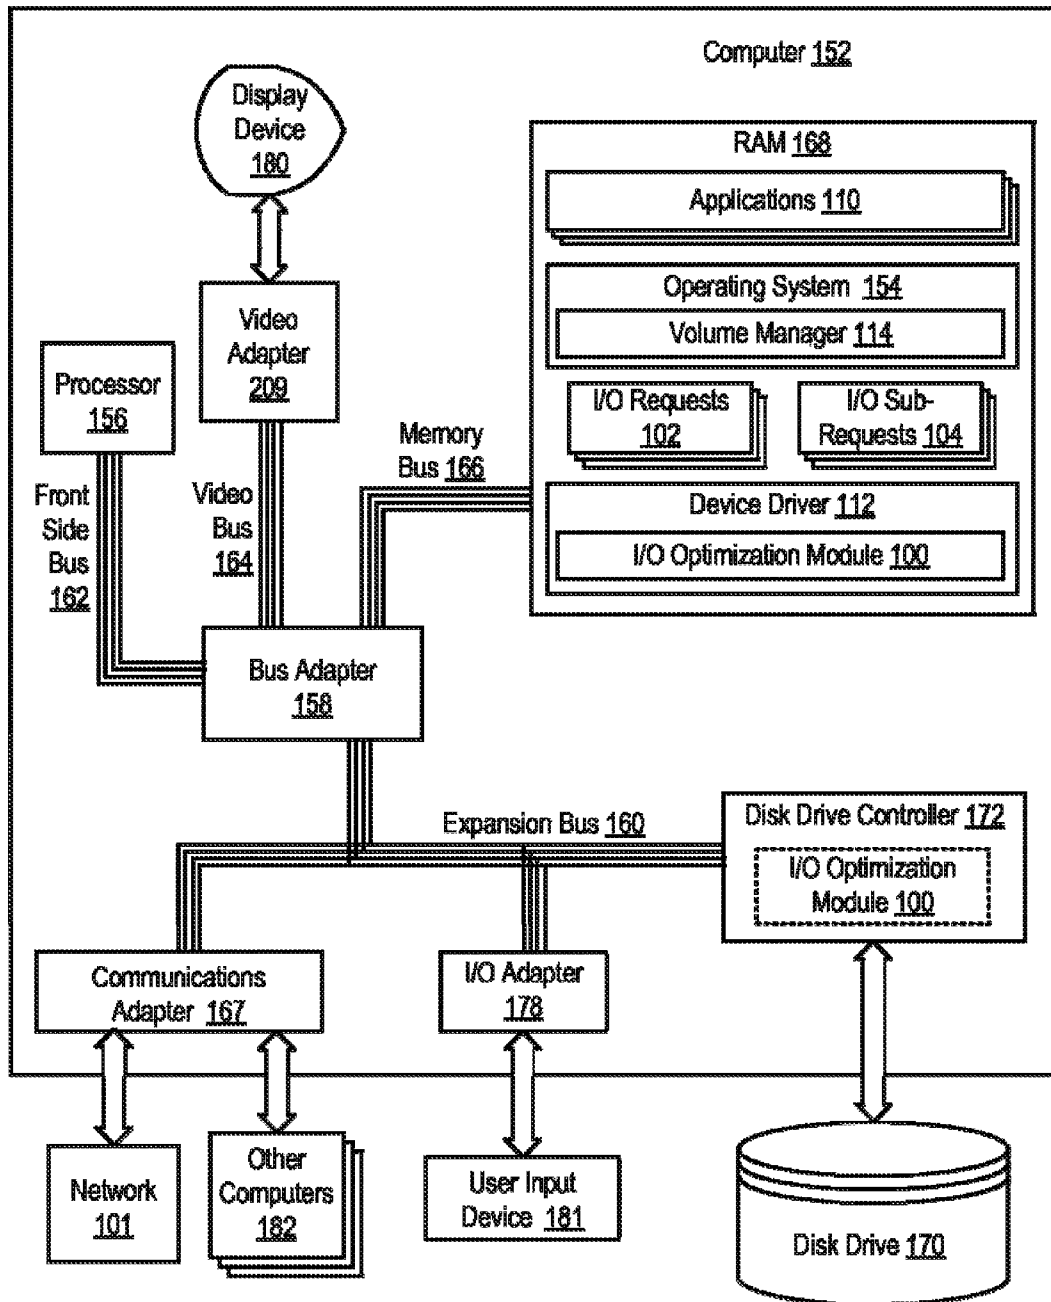 Computer 152
Display
Device
180
RAM 168
Applications 110
Operating System 154
Volume Manager 114
Video
Adapter
209
Processor
156
I/O Requests
102
I/O Sub-
Requests 104
Memory
Bus 166
Front
Side
Bus
162
Video
Bus
164
Device Driver 112
I/O Optimization Module 100
Bus Adapter
158
Expansion Bus 160
Disk Drive Controller 172
I/O Optimization
Module 100
Communications
Adapter 167
I/O Adapter
178
Network
101
Other
Computers
182
User Input
Device 181
Disk Drive 170